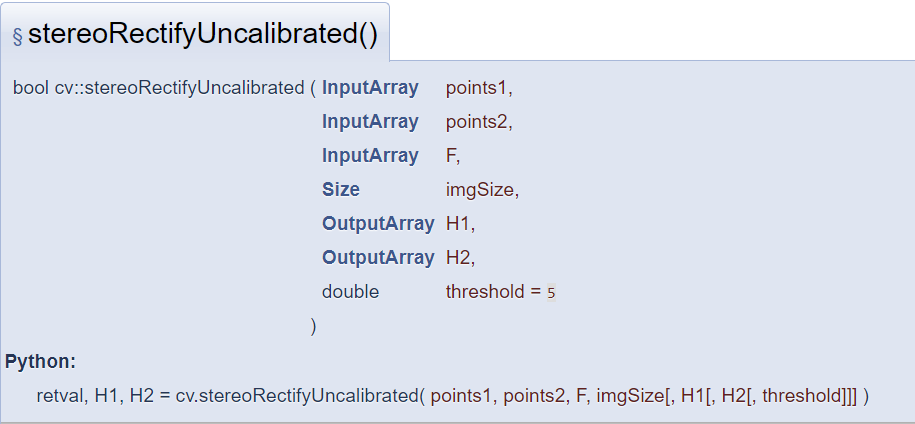 § stereoRectifyUncalibrated()
bool cv::stereoRectifyUncalibrated ( InputArray points1,
InputArray points2,
InputArray F,
Size imgSize,
OutputArray H1,
OutputArray H2,
double threshold = 5
)
Python:
retval, H1, H2 = cv.stereoRectifyUncalibrated( points1, points2, F, imgSize[, H1[, H2[, threshold]]] )